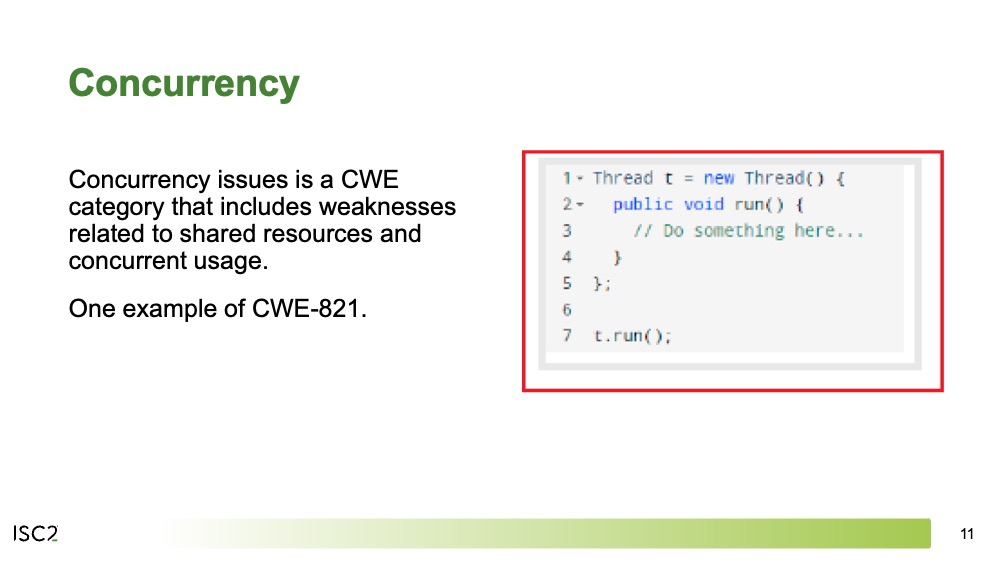 Concurrency
Concurrency issues is a CWE
category that includes weaknesses
related to shared resources and
concurrent usage.
One example of CWE-821.
1 Thread t = new Thread() {
2 public void run() {
3 // Do something here...
4 }
5 };
6
7 t.run();
ISC2
11